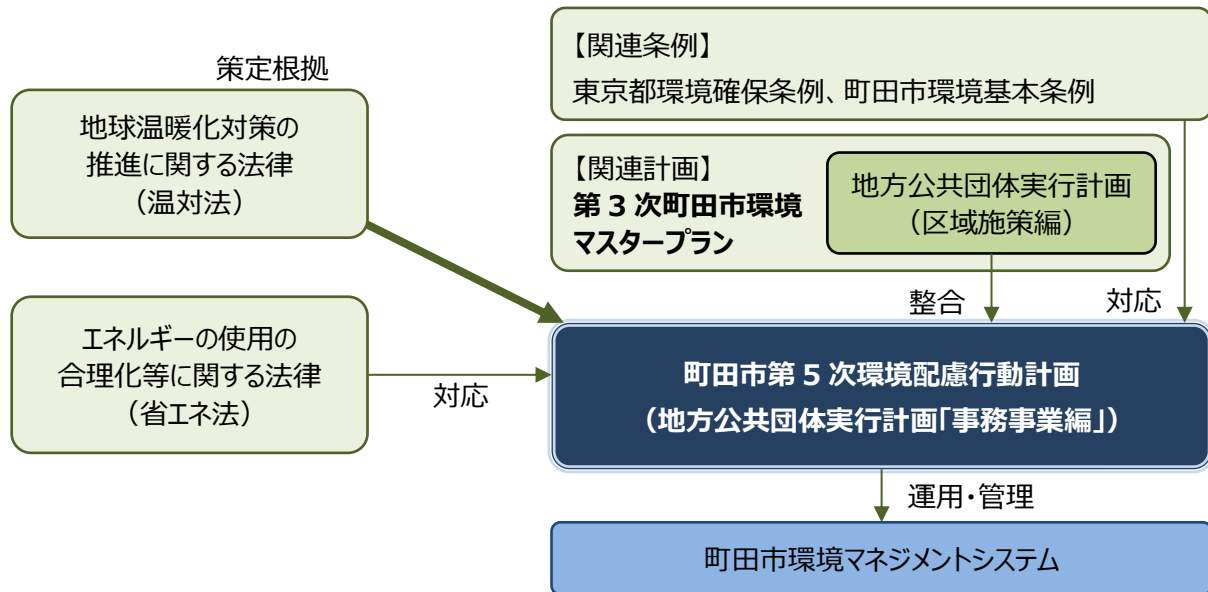 【関連条例】
東京都環境確保条例、町田市環境基本条例
策定根拠
地球温暖化対策の
推進に関する法律
（温対法）
【関連計画】
第３次町田市環境
マスタープラン
地方公共団体実行計画
（区域施策編）
整合
対応
エネルギーの使用の
合理化等に関する法律
（省エネ法）
対応
町田市第５次環境配慮行動計画
（地方公共団体実行計画「事務事業編」）
運用・管理
町田市環境マネジメントシステム